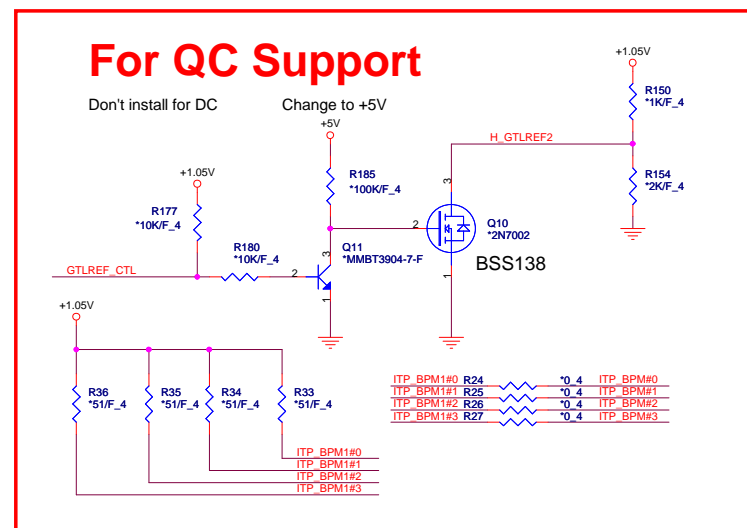 For QC Support
Don't install for DC
Change to +5V
+1.05V
R150
*1K/F_4
H_GTLREF2
R154
*2K/F_4
+5V
R185
*100K/F_4
+1.05V
R177
*10K/F_4
R180
*10K/F_4
GTLREF_CTL
2
3
1
Q11
*MMBT3904-7-F
2
3
1
Q10
*2N7002
BSS138
+1.05V
R36
*51/F_4
R35
*51/F_4
R34
*51/F_4
R33
*51/F_4
ITP_BPM1#0
ITP_BPM1#1
ITP_BPM1#2
ITP_BPM1#3
ITP_BPM1#0 R24 *0_4 ITP_BPM#0
ITP_BPM1#1 R25 *0_4 ITP_BPM#1
ITP_BPM1#2 R26 *0_4 ITP_BPM#2
ITP_BPM1#3 R27 *0_4 ITP_BPM#3